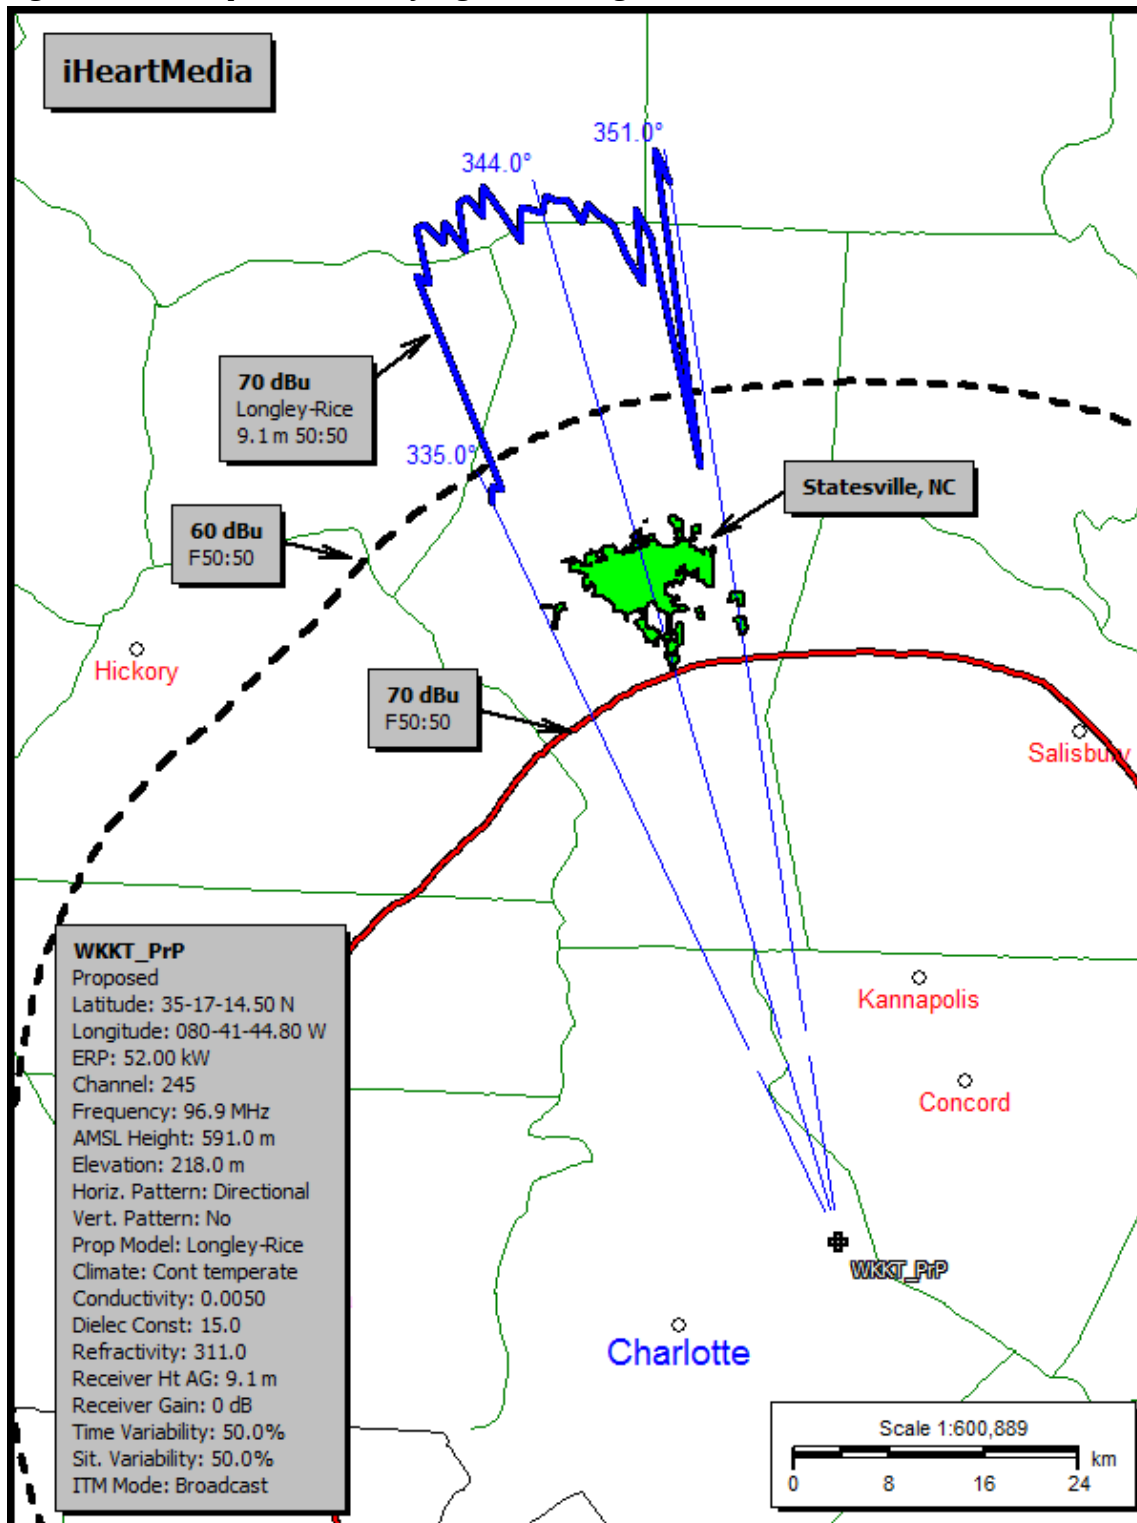 iHeartMedia
351.0°
344.0°
70 dBu
Longley-Rice
9.1 m 50:50
335.0°
Statesville, NC
60 dBu
F50:50
Hickory
70 dBu
F50:50
Salisbury
WKKT_PrP
Proposed
Latitude: 35-17-14.50 N
Longitude: 080-41-44.80 W
ERP: 52.00 kW
Channel: 245
Frequency: 96.9 MHz
AMSL Height: 591.0 m
Elevation: 218.0 m
Horiz. Pattern: Directional
Vert. Pattern: No
Prop Model: Longley-Rice
Climate: Cont temperate
Conductivity: 0.0050
Dielec Const: 15.0
Refractivity: 311.0
Receiver Ht AG: 9.1 m
Receiver Gain: 0 dB
Time Variability: 50.0%
Sit. Variability: 50.0%
ITM Mode: Broadcast
Kannapolis
Concord
WKKT_PrP
Charlotte
Scale 1:600,889
km
0 8 16 24